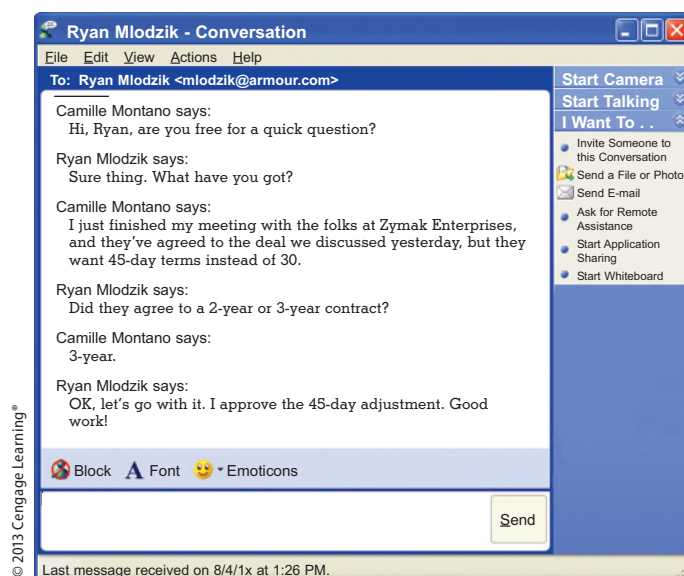 Ryan Mlodzik - Conversation
File Edit View Actions Help
To: Ryan Mlodzik <mlodzik@armour.com>
Camille Montano says:
Hi, Ryan, are you free for a quick question?
Ryan Mlodzik says:
Sure thing. What have you got?
Camille Montano says:
I just finished my meeting with the folks at Zymak Enterprises,
and they've agreed to the deal we discussed yesterday, but they
want 45-day terms instead of 30.
Ryan Mlodzik says:
Did they agree to a 2-year or 3-year contract?
Camille Montano says:
3-year.
Ryan Mlodzik says:
OK, let's go with it. I approve the 45-day adjustment. Good
work!
Block A Font Emoticons
Send
Last message received on 8/4/1x at 1:26 PM.
Start Camera
Start Talking
I Want To . .
Invite Someone to
this Conversation
Send a File or Photo
Send E-mail
Ask for Remote
Assistance
Start Application
Sharing
Start Whiteboard
© 2013 Cengage Learning®